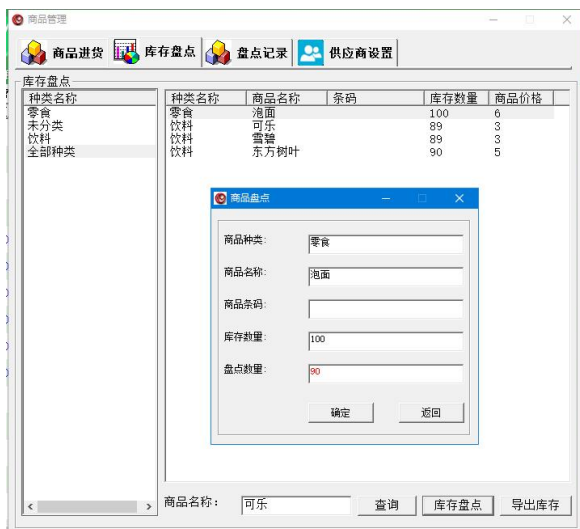 商品管理
商品进货 库存盘点 盘点记录 供应商设置
库存盘点
种类名称
零食
未分类
饮料
全部种类
种类名称 商品名称 条码 库存数量 商品价格
零食 泡面 100 6
饮料 可乐 89 3
饮料 雪碧 89 3
饮料 东方树叶 90 5
商品盘点
商品种类: 零食
商品名称: 泡面
商品条码:
库存数量: 100
盘点数量: 90
确定 返回
商品名称: 可乐 查询 库存盘点 导出库存